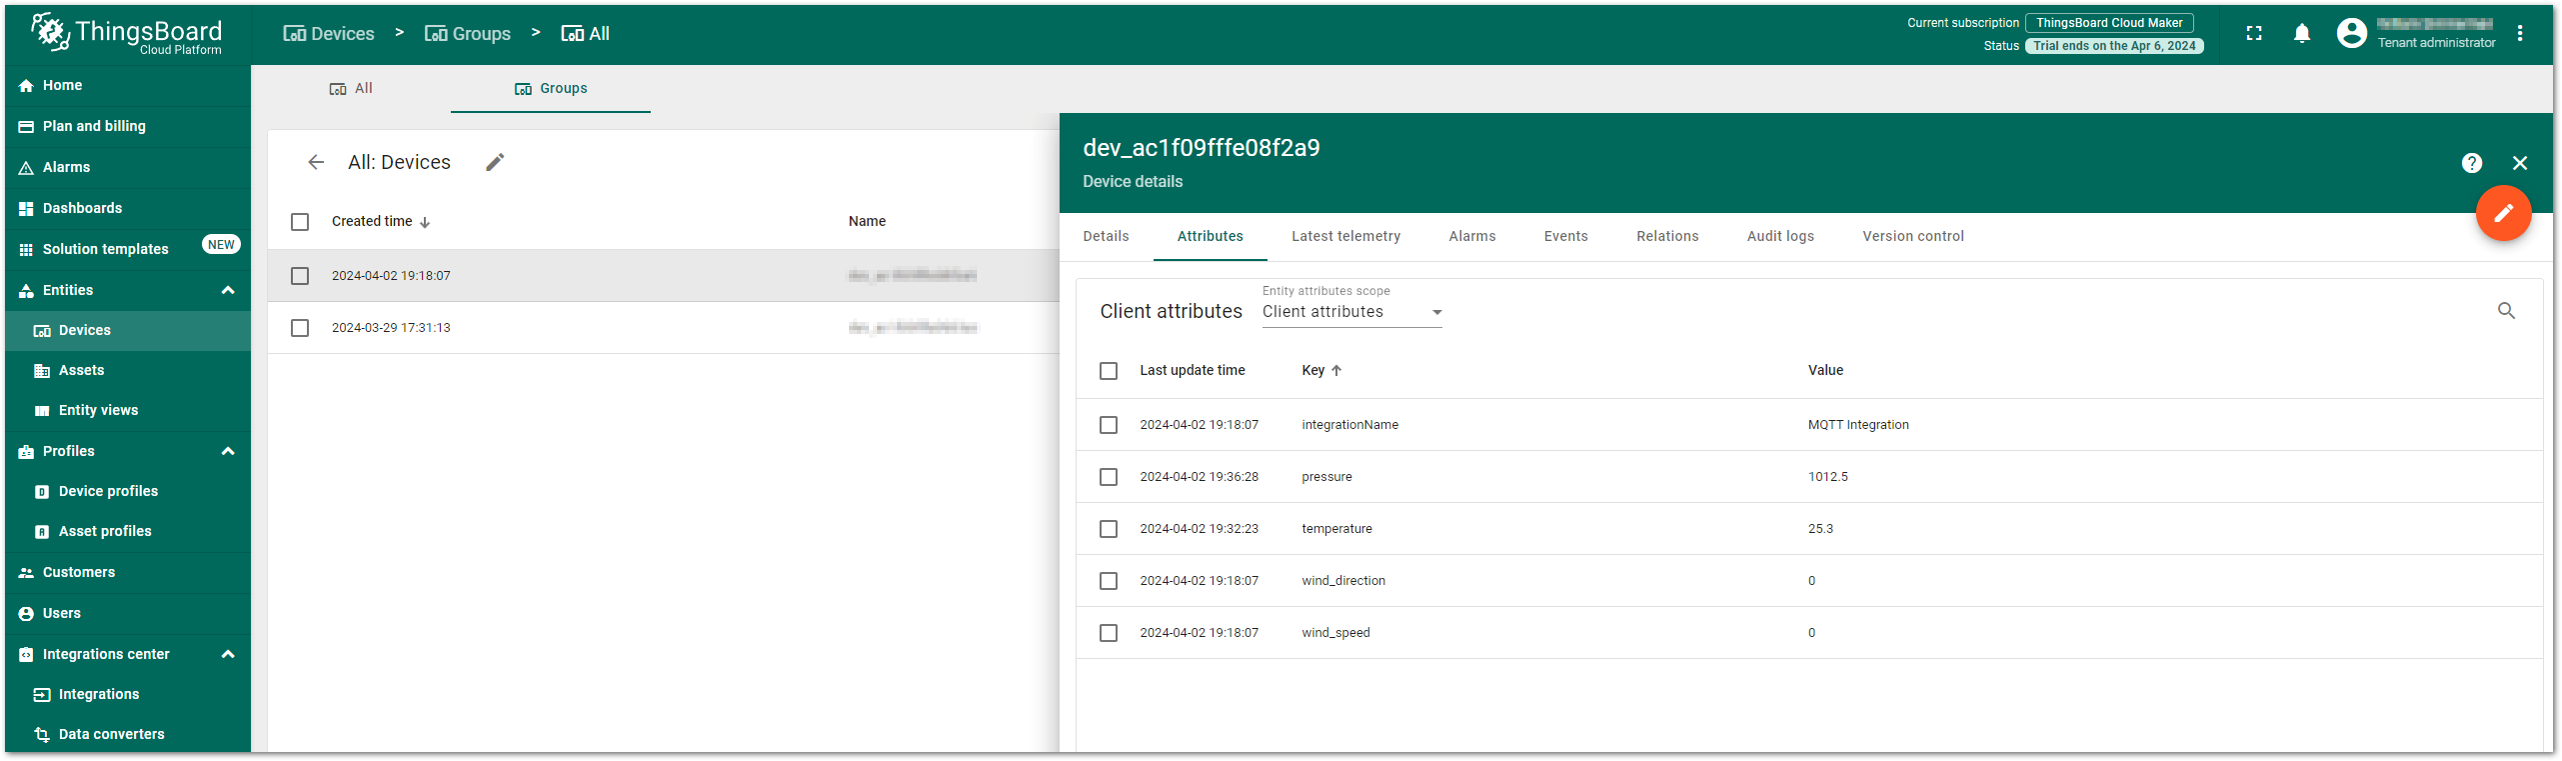 ThingsBoard
Cloud Platform
Devices > Groups > All
Current subscription ThingsBoard Cloud Maker
Status Trial ends on the Apr 6, 2024
Tenant administrator
Home
Plan and billing
Alarms
Dashboards
Solution templates NEW
Entities
Devices
Assets
Entity views
Profiles
Device profiles
Asset profiles
Customers
Users
Integrations center
Integrations
Data converters
All Groups
All: Devices
Created time Name
2024-04-02 19:18:07
2024-03-29 17:31:13
dev_ac1f09fffe08f2a9
Device details
Details Attributes Latest telemetry Alarms Events Relations Audit logs Version control
Entity attributes scope
Client attributes Client attributes
Last update time Key Value
2024-04-02 19:18:07 integrationName MQTT Integration
2024-04-02 19:36:28 pressure 1012.5
2024-04-02 19:32:23 temperature 25.3
2024-04-02 19:18:07 wind_direction 0
2024-04-02 19:18:07 wind_speed 0